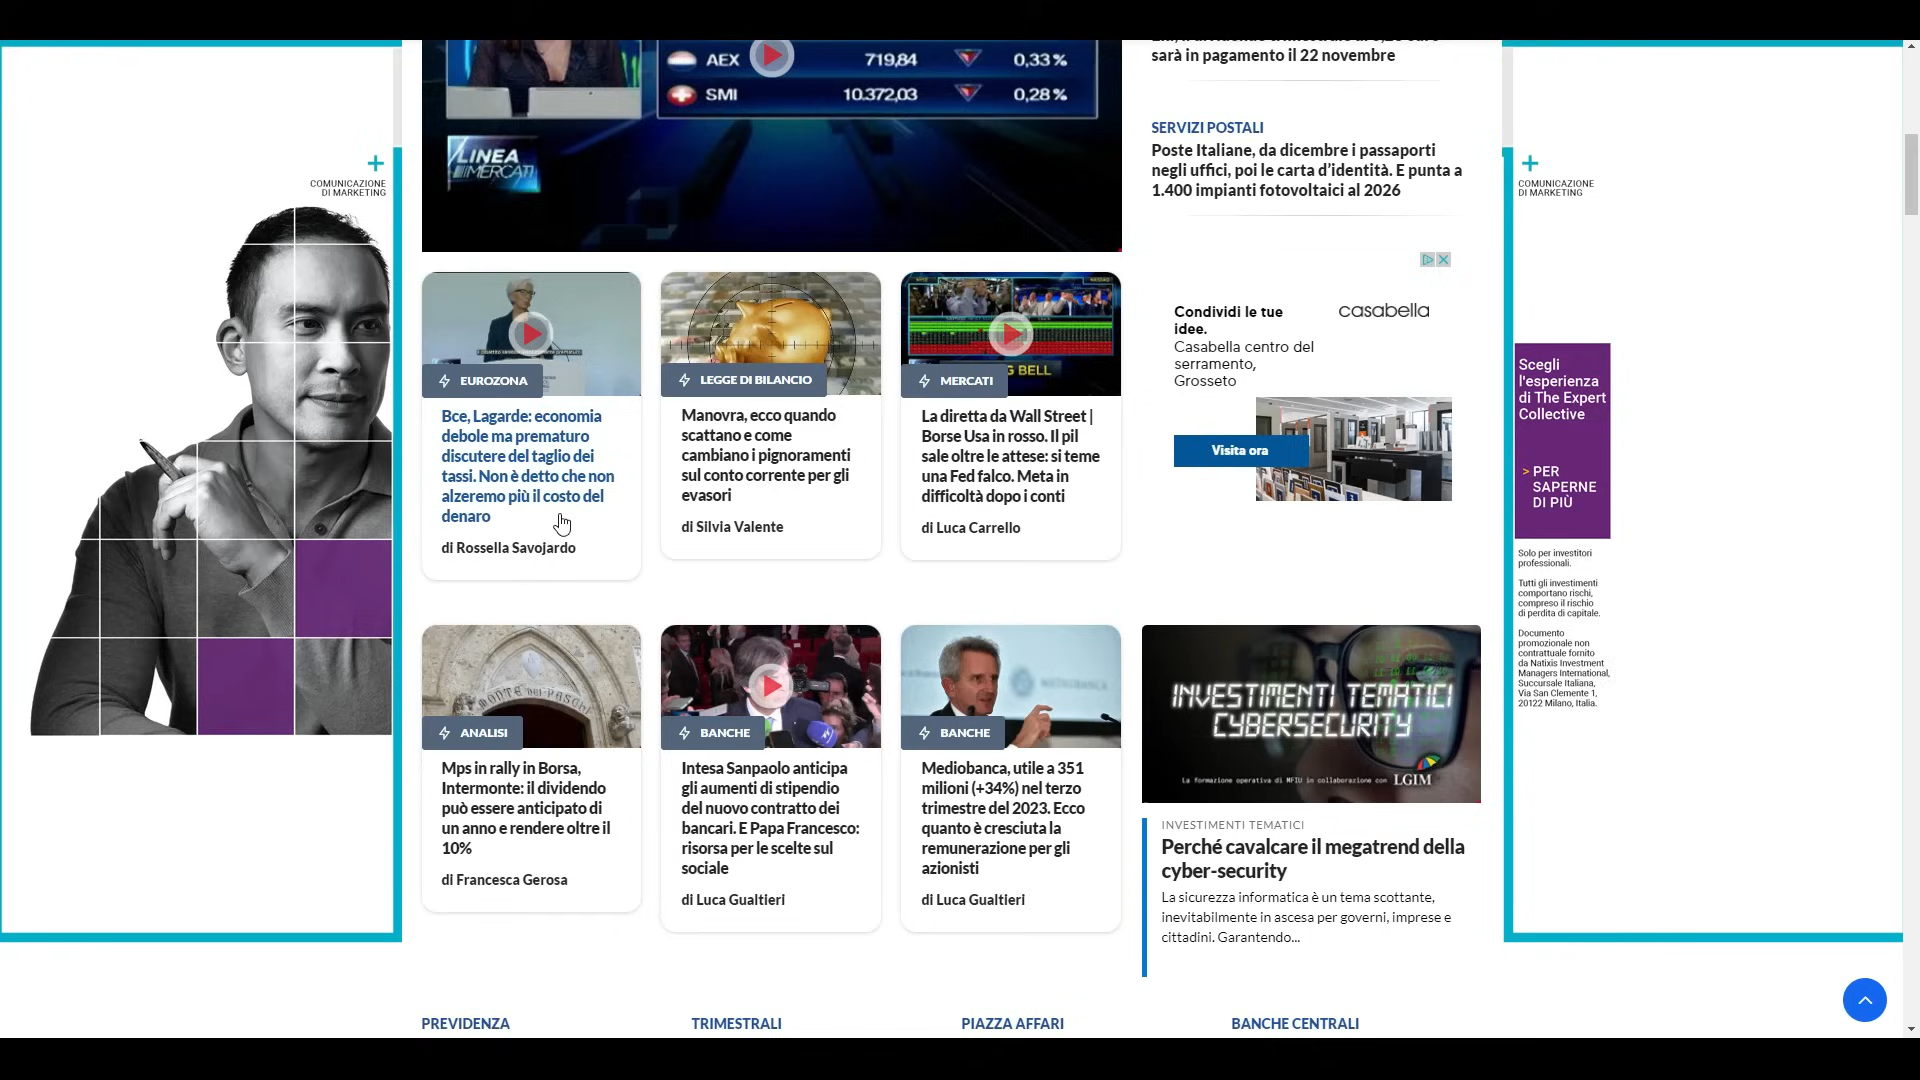 AEX 719,84 0,33%
SMI 10.372,03 0,28%
LINEA
MERCATI
sarà in pagamento il 22 novembre
SERVIZI POSTALI
Poste Italiane, da dicembre i passaporti
negli uffici, poi le carta d’identità. E punta a
1.400 impianti fotovoltaici al 2026
COMUNICAZIONE
DI MARKETING
COMUNICAZIONE
DI MARKETING
Scegli
l'esperienza
di The Expert
Collective
> PER
SAPERNE
DI PIÙ
Solo per investitori
professionali.
Tutti gli investimenti
comportano rischi,
compreso il rischio
di perdita di capitale.
Documento
promozionale non
contrattuale fornito
da Natixis Investment
Managers International,
Succursale Italiana,
Via San Clemente 1,
20122 Milano, Italia.
Condividi le tue
idee.
Casabella centro del
serramento,
Grosseto
casabella
Visita ora
EUROZONA
Bce, Lagarde: economia
debole ma prematuro
discutere del taglio dei
tassi. Non è detto che non
alzeremo più il costo del
denaro
di Rossella Savojardo
LEGGE DI BILANCIO
Manovra, ecco quando
scattano e come
cambiano i pignoramenti
sul conto corrente per gli
evasori
di Silvia Valente
G BELL
MERCATI
La diretta da Wall Street |
Borse Usa in rosso. Il pil
sale oltre le attese: si teme
una Fed falco. Meta in
difficoltà dopo i conti
di Luca Carrello
MONTE DEI PASCHI
ANALISI
Mps in rally in Borsa,
Intermonte: il dividendo
può essere anticipato di
un anno e rendere oltre il
10%
di Francesca Gerosa
BANCHE
Intesa Sanpaolo anticipa
gli aumenti di stipendio
del nuovo contratto dei
bancari. E Papa Francesco:
risorsa per le scelte sul
sociale
di Luca Gualtieri
MEDIOBANCA
BANCHE
Mediobanca, utile a 351
milioni (+34%) nel terzo
trimestre del 2023. Ecco
quanto è cresciuta la
remunerazione per gli
azionisti
di Luca Gualtieri
INVESTIMENTI TEMATICI
CYBERSECURITY
La formazione operativa di MFIU in collaborazione con LGIM
INVESTIMENTI TEMATICI
Perché cavalcare il megatrend della
cyber-security
La sicurezza informatica è un tema scottante,
inevitabilmente in ascesa per governi, imprese e
cittadini. Garantendo...
PREVIDENZA
TRIMESTRALI
PIAZZA AFFARI
BANCHE CENTRALI